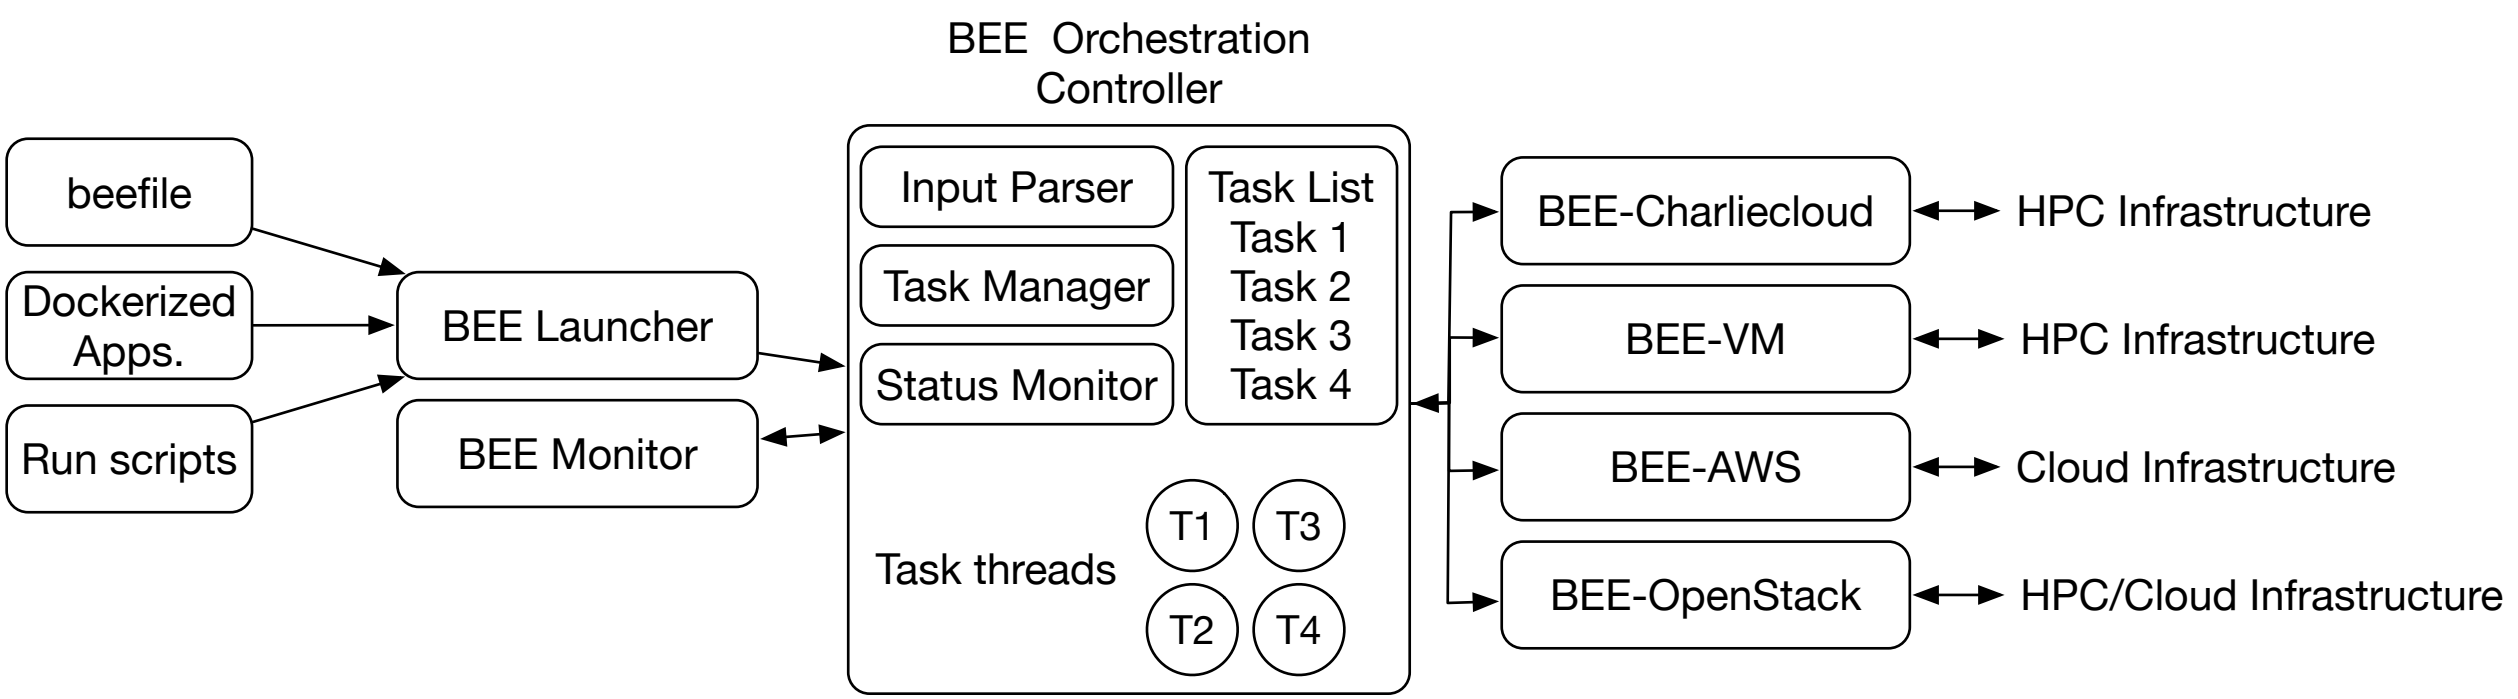 BEE Orchestration
Controller
beefile
Dockerized
Apps.
Run scripts
BEE Launcher
BEE Monitor
Input Parser
Task Manager
Status Monitor
Task List
Task 1
Task 2
Task 3
Task 4
Task threads
T1
T3
T2
T4
BEE-Charliecloud
HPC Infrastructure
BEE-VM
HPC Infrastructure
BEE-AWS
Cloud Infrastructure
BEE-OpenStack
HPC/Cloud Infrastructure